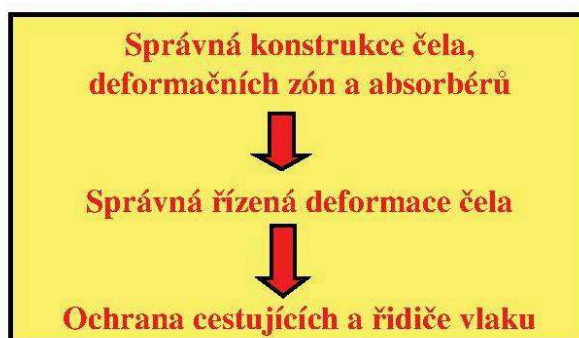 Správná konstrukce čela,
deformačních zón a absorbérů
Správná řízená deformace čela
Ochrana cestujících a řidiče vlaku